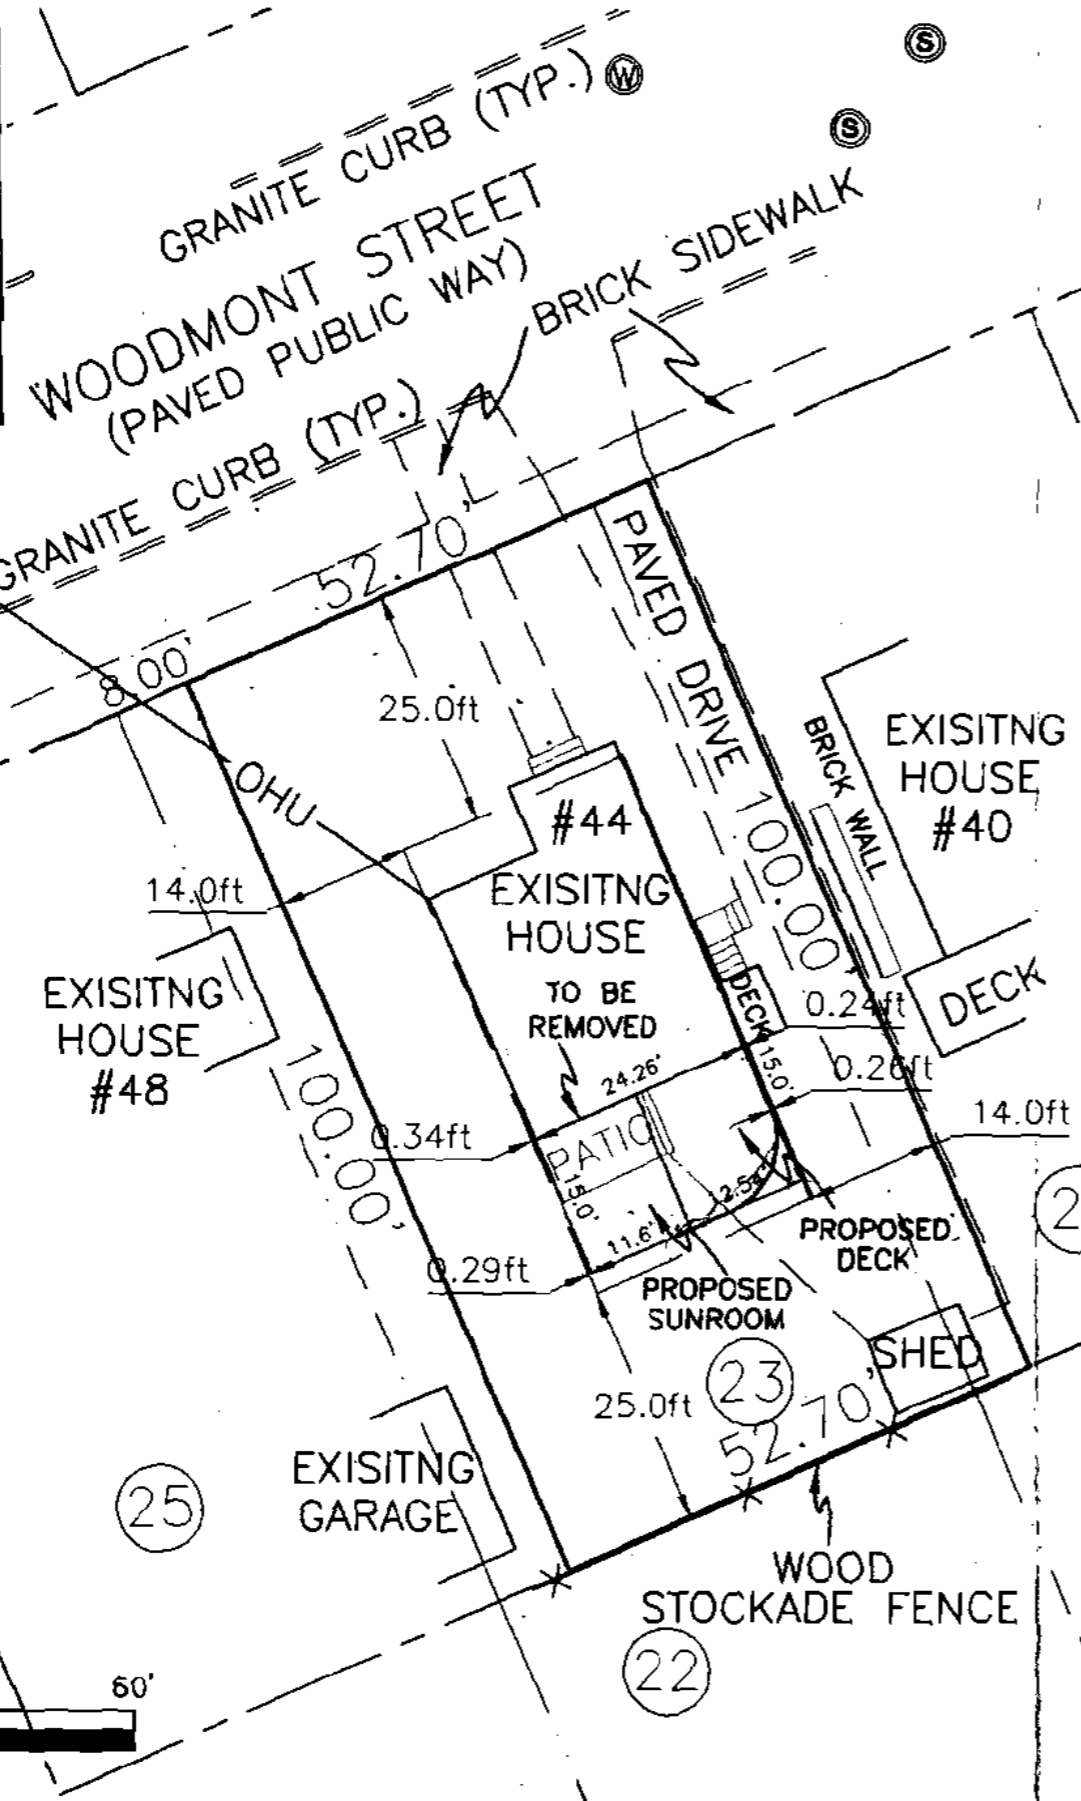 S
W
S
GRANITE CURB (TYP.)
WOODMONT STREET
(PAVED PUBLIC WAY)
BRICK SIDEWALK
GRANITE CURB (TYP.)
52.70'
8.00'
PAVED DRIVE
25.0ft
OHU
#44
EXISITNG
HOUSE
TO BE
REMOVED
BRICK WALL
EXISITNG
HOUSE
#40
100.00'
14.0ft
EXISITNG
HOUSE
#48
DECK
DECK
0.24ft
24.26'
15.0'
0.26ft
100.00'
0.34ft
PATIO
14.0ft
15.0'
11.6'
PROPOSED
DECK
0.29ft
PROPOSED
SUNROOM
23
SHED
25.0ft
52.70'
25
EXISITNG
GARAGE
WOOD
STOCKADE FENCE
22
60'